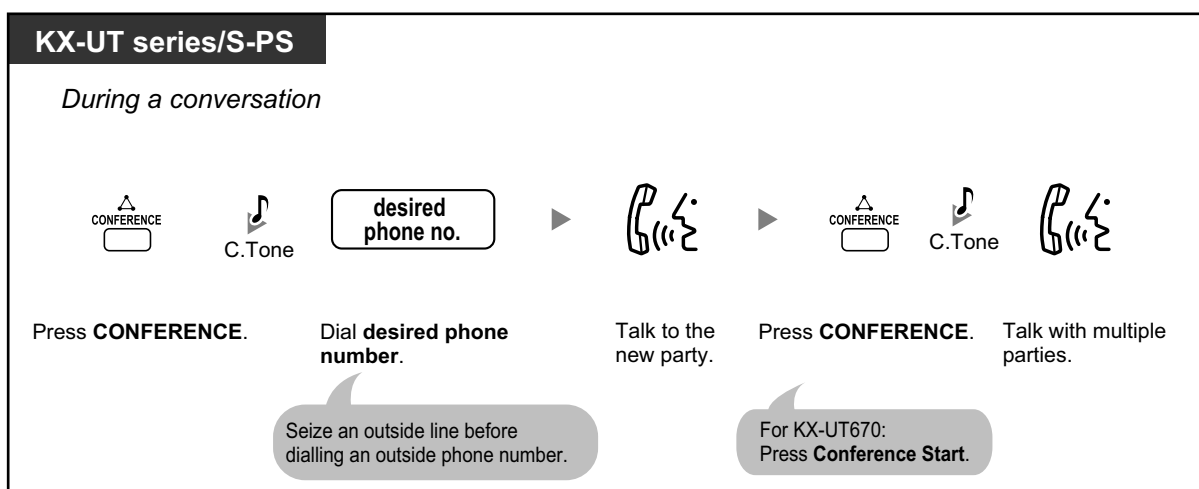 KX-UT series/S-PS
During a conversation
CONFERENCE
C.Tone
desired
phone no.
CONFERENCE
C.Tone
Press CONFERENCE.
Dial desired phone
number.
Talk to the
new party.
Press CONFERENCE.
Talk with multiple
parties.
Seize an outside line before
dialling an outside phone number.
For KX-UT670:
Press Conference Start.